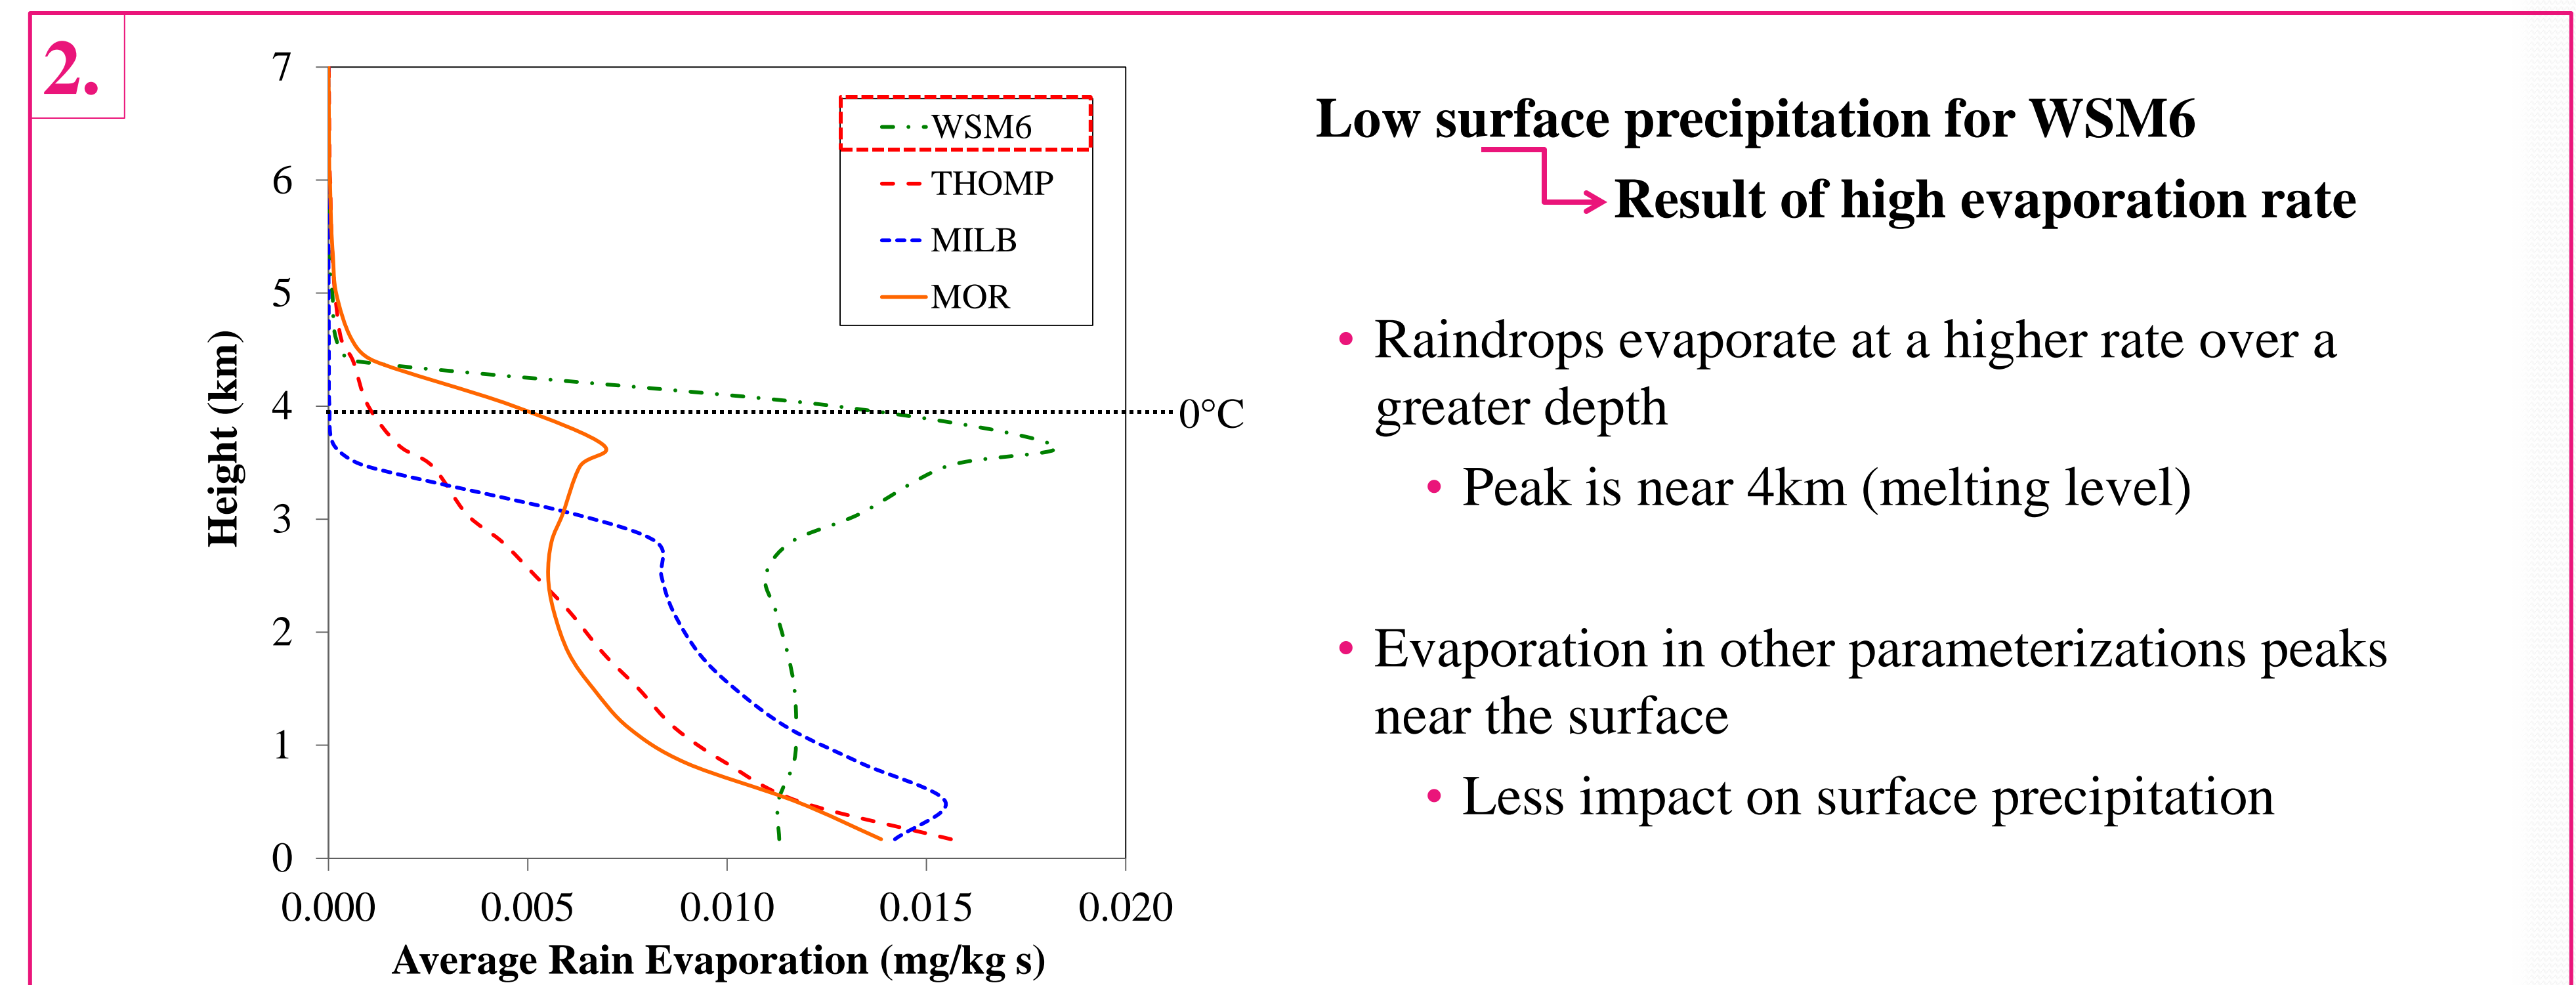 2.
7
6
5
4
3
2
1
0
Height (km)
WSM6
THOMP
MILB
MOR
0°C
0.000 0.005 0.010 0.015 0.020
Average Rain Evaporation (mg/kg s)
Low surface precipitation for WSM6
Result of high evaporation rate
• Raindrops evaporate at a higher rate over a
greater depth
• Peak is near 4km (melting level)
• Evaporation in other parameterizations peaks
near the surface
• Less impact on surface precipitation